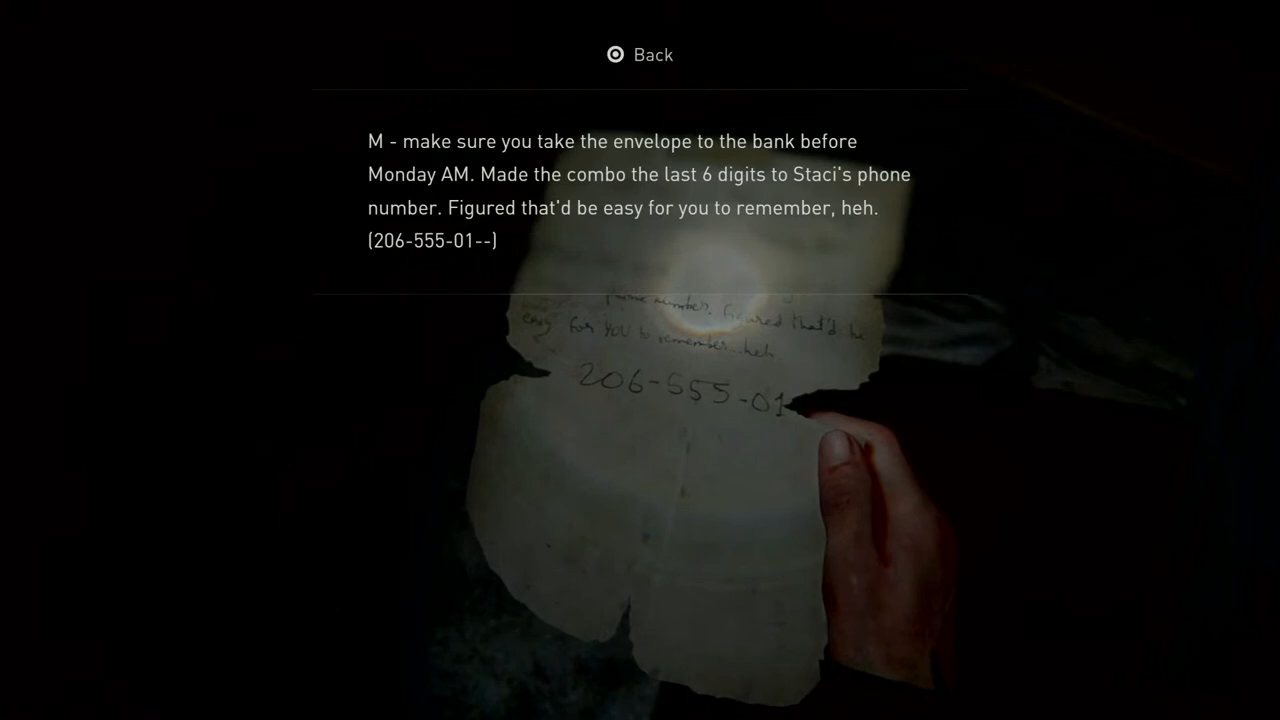 Back
M - make sure you take the envelope to the bank before
Monday AM. Made the combo the last 6 digits to Staci's phone
number. Figured that'd be easy for you to remember, heh.
(206-555-01--)
phone number. Figured that'd be
easy for you to remember heh
206-555-01